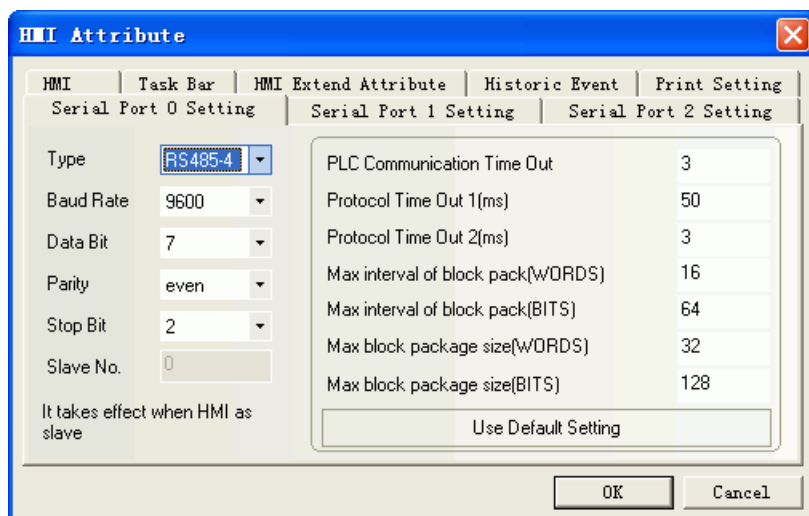 HMI Attribute
HMI
Task Bar
HMI Extend Attribute
Historic Event
Print Setting
Serial Port 0 Setting
Serial Port 1 Setting
Serial Port 2 Setting
Type
RS485-4
Baud Rate
9600
Data Bit
7
Parity
even
Stop Bit
2
Slave No.
0
It takes effect when HMI as
slave
PLC Communication Time Out
3
Protocol Time Out 1(ms)
50
Protocol Time Out 2(ms)
3
Max interval of block pack(WORDS)
16
Max interval of block pack(BITS)
64
Max block package size(WORDS)
32
Max block package size(BITS)
128
Use Default Setting
OK
Cancel